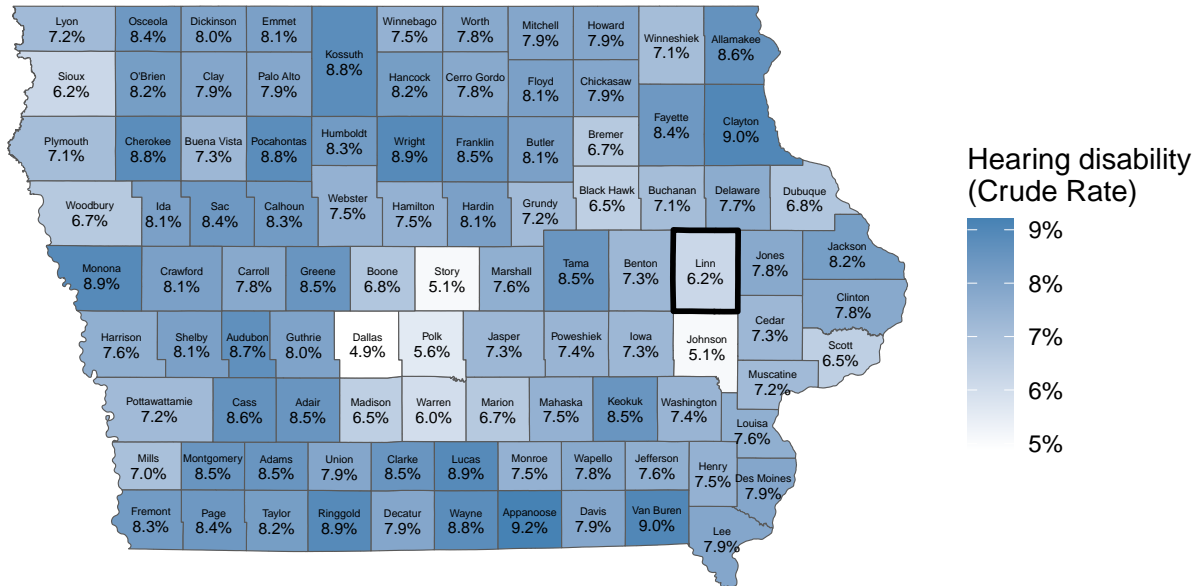 Lyon
7.2%
Osceola
8.4%
Dickinson
8.0%
Emmet
8.1%
Kossuth
8.8%
Winnebago
7.5%
Worth
7.8%
Mitchell
7.9%
Howard
7.9%
Winneshiek
7.1%
Allamakee
8.6%
Sioux
6.2%
O'Brien
8.2%
Clay
7.9%
Palo Alto
7.9%
Hancock
8.2%
Cerro Gordo
7.8%
Floyd
8.1%
Chickasaw
7.9%
Fayette
8.4%
Clayton
9.0%
Plymouth
7.1%
Cherokee
8.8%
Buena Vista
7.3%
Pocahontas
8.8%
Humboldt
8.3%
Wright
8.9%
Franklin
8.5%
Butler
8.1%
Bremer
6.7%
Woodbury
6.7%
Ida
8.1%
Sac
8.4%
Calhoun
8.3%
Webster
7.5%
Hamilton
7.5%
Hardin
8.1%
Grundy
7.2%
Black Hawk
6.5%
Buchanan
7.1%
Delaware
7.7%
Dubuque
6.8%
Monona
8.9%
Crawford
8.1%
Carroll
7.8%
Greene
8.5%
Boone
6.8%
Story
5.1%
Marshall
7.6%
Tama
8.5%
Benton
7.3%
Linn
6.2%
Jones
7.8%
Jackson
8.2%
Clinton
7.8%
Harrison
7.6%
Shelby
8.1%
Audubon
8.7%
Guthrie
8.0%
Dallas
4.9%
Polk
5.6%
Jasper
7.3%
Poweshiek
7.4%
Iowa
7.3%
Johnson
5.1%
Cedar
7.3%
Scott
6.5%
Muscatine
7.2%
Pottawattamie
7.2%
Cass
8.6%
Adair
8.5%
Madison
6.5%
Warren
6.0%
Marion
6.7%
Mahaska
7.5%
Keokuk
8.5%
Washington
7.4%
Louisa
7.6%
Mills
7.0%
Montgomery
8.5%
Adams
8.5%
Union
7.9%
Clarke
8.5%
Lucas
8.9%
Monroe
7.5%
Wapello
7.8%
Jefferson
7.6%
Henry
7.5%
Des Moines
7.9%
Fremont
8.3%
Page
8.4%
Taylor
8.2%
Ringgold
8.9%
Decatur
7.9%
Wayne
8.8%
Appanoose
9.2%
Davis
7.9%
Van Buren
9.0%
Lee
7.9%
Hearing disability
(Crude Rate)
9%
8%
7%
6%
5%